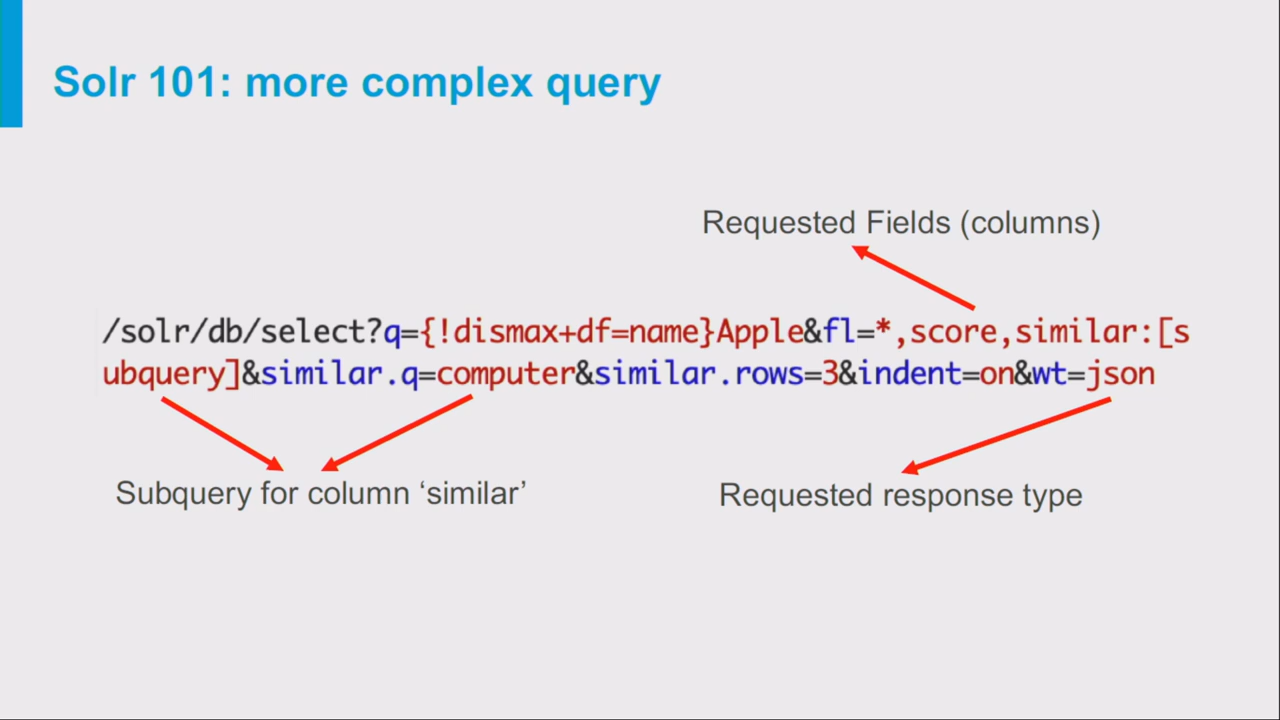 Solr 101: more complex query
Requested Fields (columns)
/solr/db/select?q={!dismax+df=name}Apple&fl=*,score,similar:[s
ubquery]&similar.q=computer&similar.rows=3&indent=on&wt=json
Subquery for column ‘similar’
Requested response type